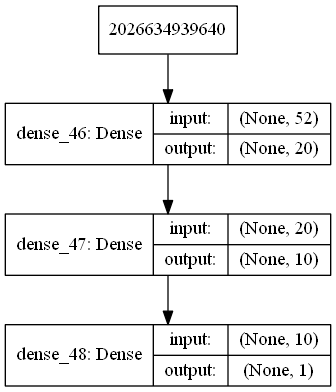 2026634939640
dense_46: Dense
input: (None, 52)
output: (None, 20)
dense_47: Dense
input: (None, 20)
output: (None, 10)
dense_48: Dense
input: (None, 10)
output: (None, 1)